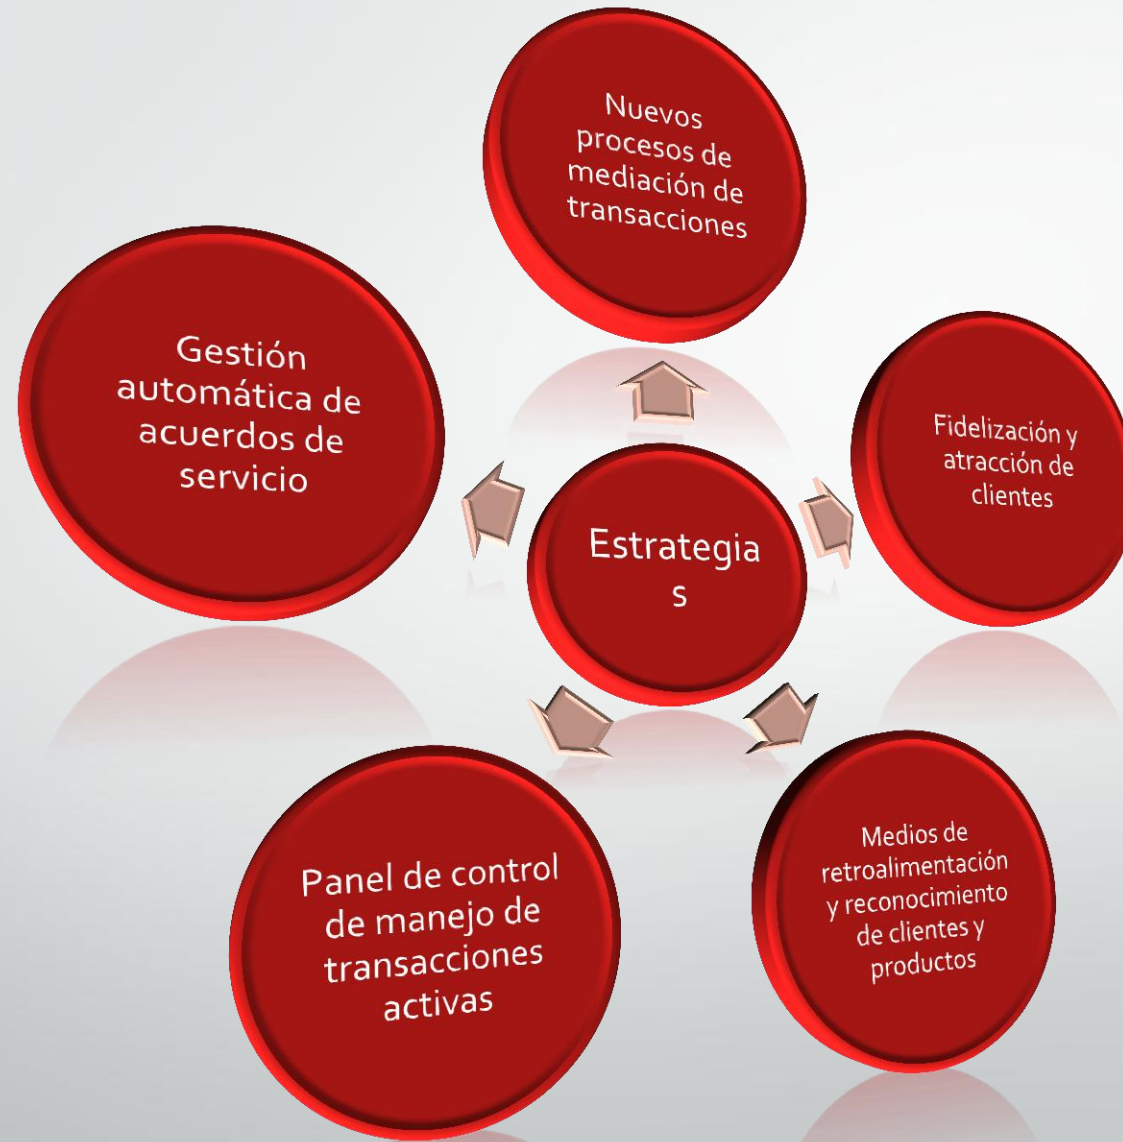 Nuevos
procesos de
mediación de
transacciones
Gestión
automática de
acuerdos de
servicio
Fidelización y
atracción de
clientes
Estrategia
s
Medios de
retroalimentación
y reconocimiento
de clientes y
productos
Panel de control
de manejo de
transacciones
activas